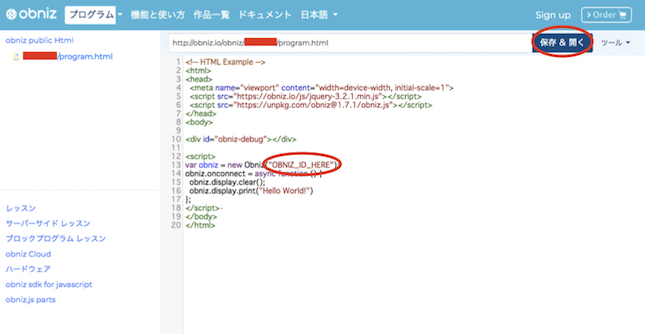 obniz プログラム 機能と使い方 作品一覧 ドキュメント 日本語 Sign up Order
obniz public Html
/program.html
http://obniz.io/obniz/ /program.html 保存 & 開く ツール
1 <!-- HTML Example -->
2 <html>
3 <head>
4 <meta name="viewport" content="width=device-width, initial-scale=1">
5 <script src="https://obniz.io/js/jquery-3.2.1.min.js"></script>
6 <script src="https://unpkg.com/obniz@1.7.1/obniz.js"></script>
7 </head>
8 <body>
9
10 <div id="obniz-debug"></div>
11
12 <script>
13 var obniz = new Obniz("OBNIZ_ID_HERE");
14 obniz.onconnect = async function () {
15 obniz.display.clear();
16 obniz.display.print("Hello World!")
17 };
18 </script>
19 </body>
20 </html>
レッスン
サーバーサイド レッスン
ブロックプログラム レッスン
obniz Cloud
ハードウェア
obniz sdk for javascript
obniz.js parts